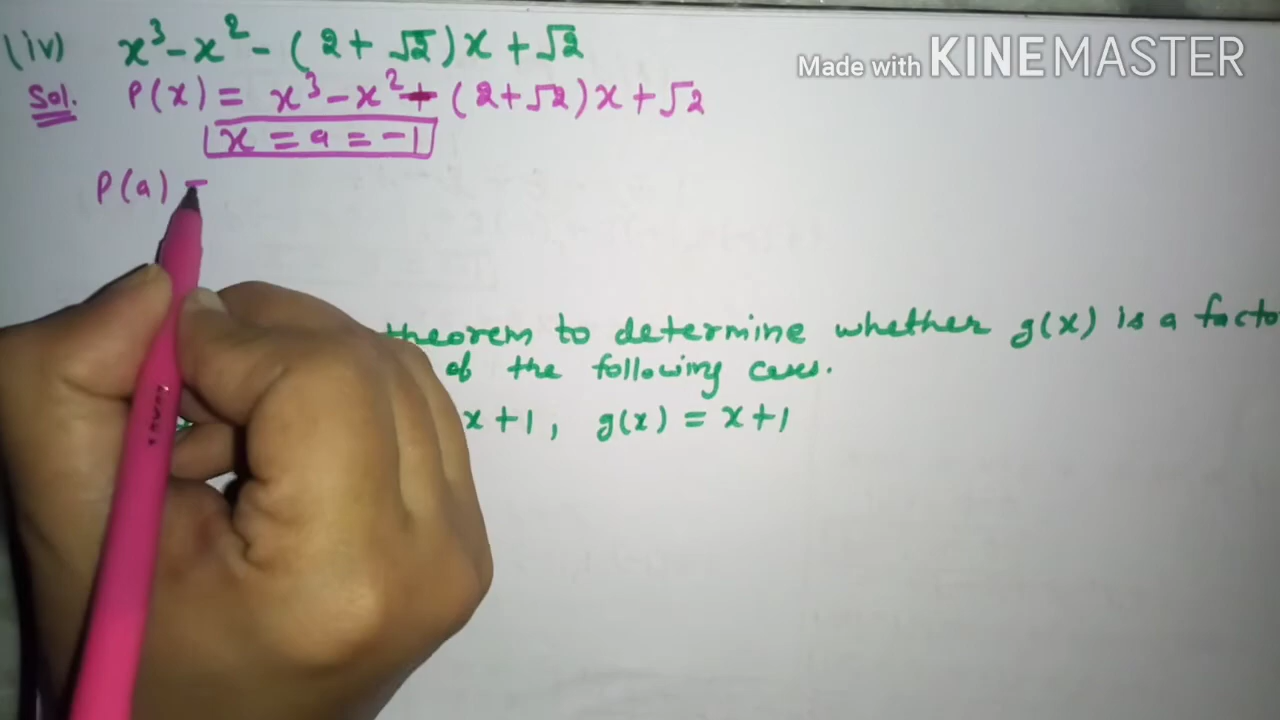 (iv) x³ - x² - (2 + √2)x + √2
Made with KINEMASTER
Sol. P(x) = x³ - x² - (2+√2)x + √2
x = a = -1
P(a) =
theorem to determine whether g(x) is a facto
of the following cases.
x + 1, g(x) = x + 1